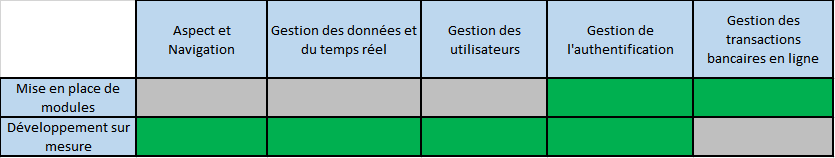 Aspect et
Navigation
Gestion des données et
du temps réel
Gestion des
utilisateurs
Gestion de
l'authentification
Gestion des
transactions
bancaires en ligne
Mise en place de
modules
Développement sur
mesure